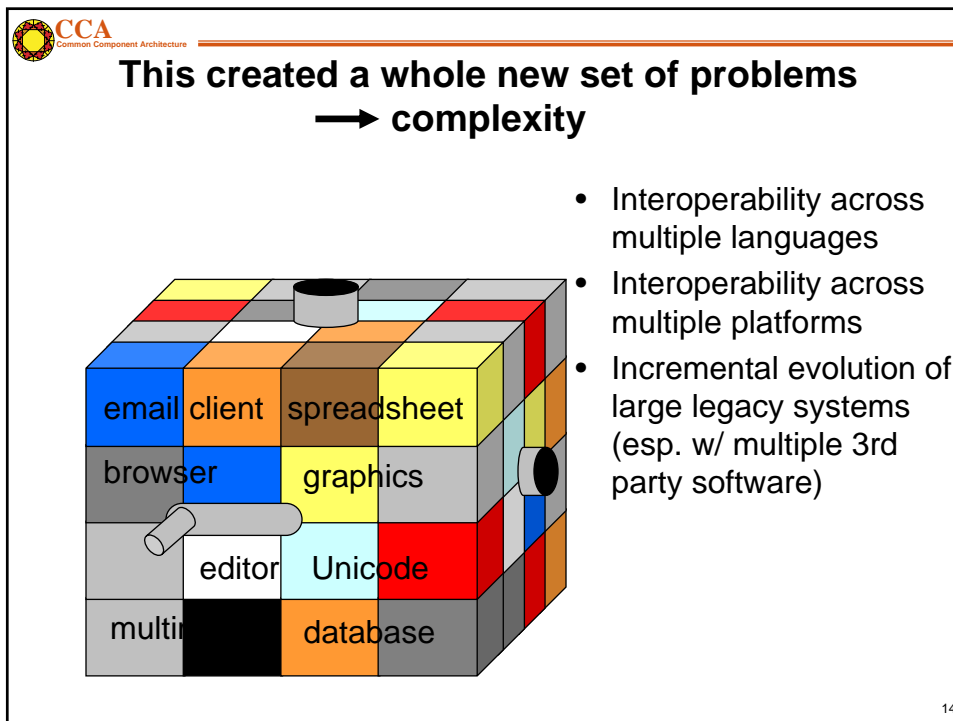 CCA
Common Component Architecture
This created a whole new set of problems
complexity
• Interoperability across
multiple languages
• Interoperability across
multiple platforms
• Incremental evolution of
large legacy systems
(esp. w/ multiple 3rd
party software)
email client spreadsheet
browser graphics
editor Unicode
database
14